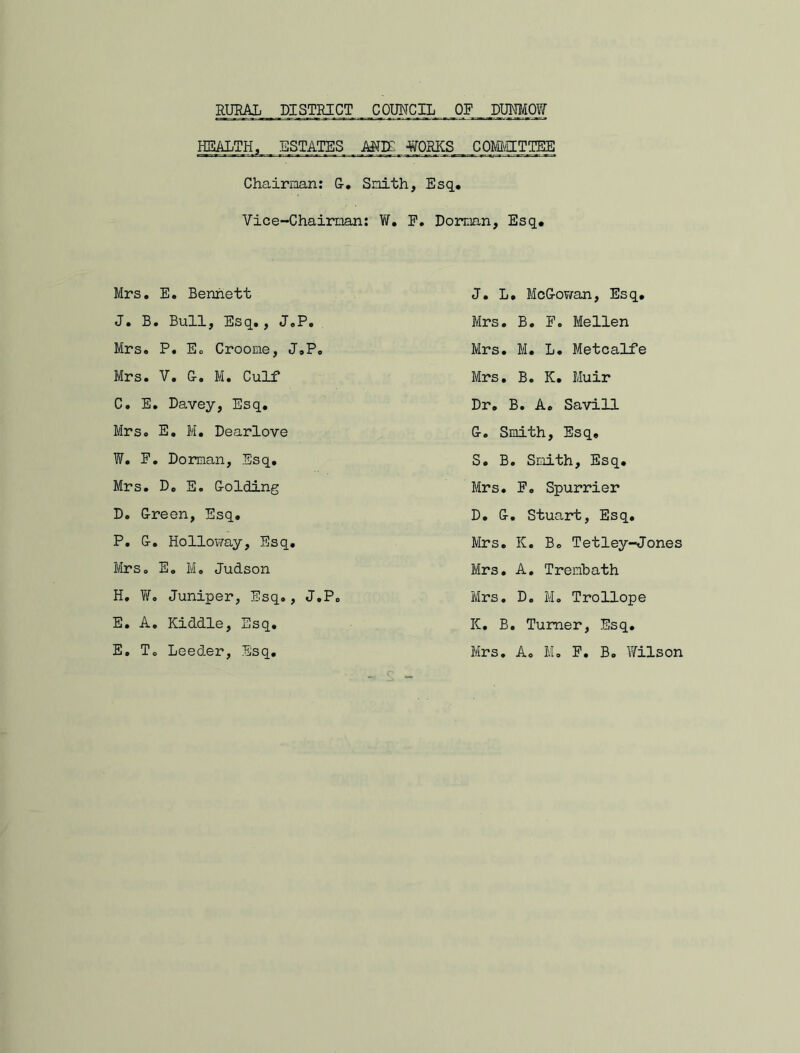 RURAL DISTRICT COUNCIL OF DUNMOW
HEALTH, ESTATES AND WORKS COMMITTEE
Chairman: G. Smith, Esq.
Vice-Chairman: W. F. Dorman, Esq.
Mrs. E. Bennett
J. B. Bull, Esq., J.P.
Mrs. P. E. Croome, J.P.
Mrs. V. G. M. Culf
C. E. Davey, Esq.
Mrs. E. M. Dearlove
W. F. Dorman, Esq.
Mrs. D. E. Golding
D. Green, Esq.
P. G. Holloway, Esq.
Mrs. E. M. Judson
H. W. Juniper, Esq., J.P.
E. A. Kiddle, Esq.
E. T. Leeder, Esq.
J. L. McGowan, Esq.
Mrs. B. F. Mellen
Mrs. M. L. Metcalfe
Mrs. B. K. Muir
Dr. B. A. Savill
G. Smith, Esq.
S. B. Smith, Esq.
Mrs. F. Spurrier
D. G. Stuart, Esq.
Mrs. K. B. Tetley-Jones
Mrs. A. Trembath
Mrs. D. M. Trollope
K. B. Turner, Esq.
Mrs. A. M. F. B. Wilson